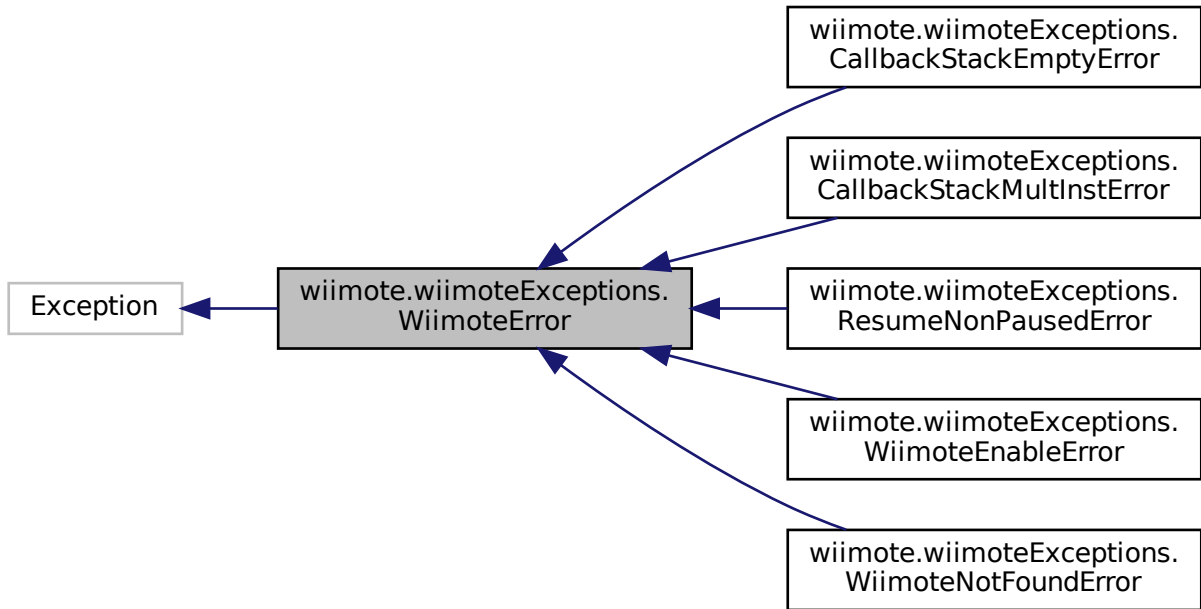 wiimote.wiimoteExceptions.
CallbackStackEmptyError
wiimote.wiimoteExceptions.
CallbackStackMultInstError
Exception
wiimote.wiimoteExceptions.
WiimoteError
wiimote.wiimoteExceptions.
ResumeNonPausedError
wiimote.wiimoteExceptions.
WiimoteEnableError
wiimote.wiimoteExceptions.
WiimoteNotFoundError